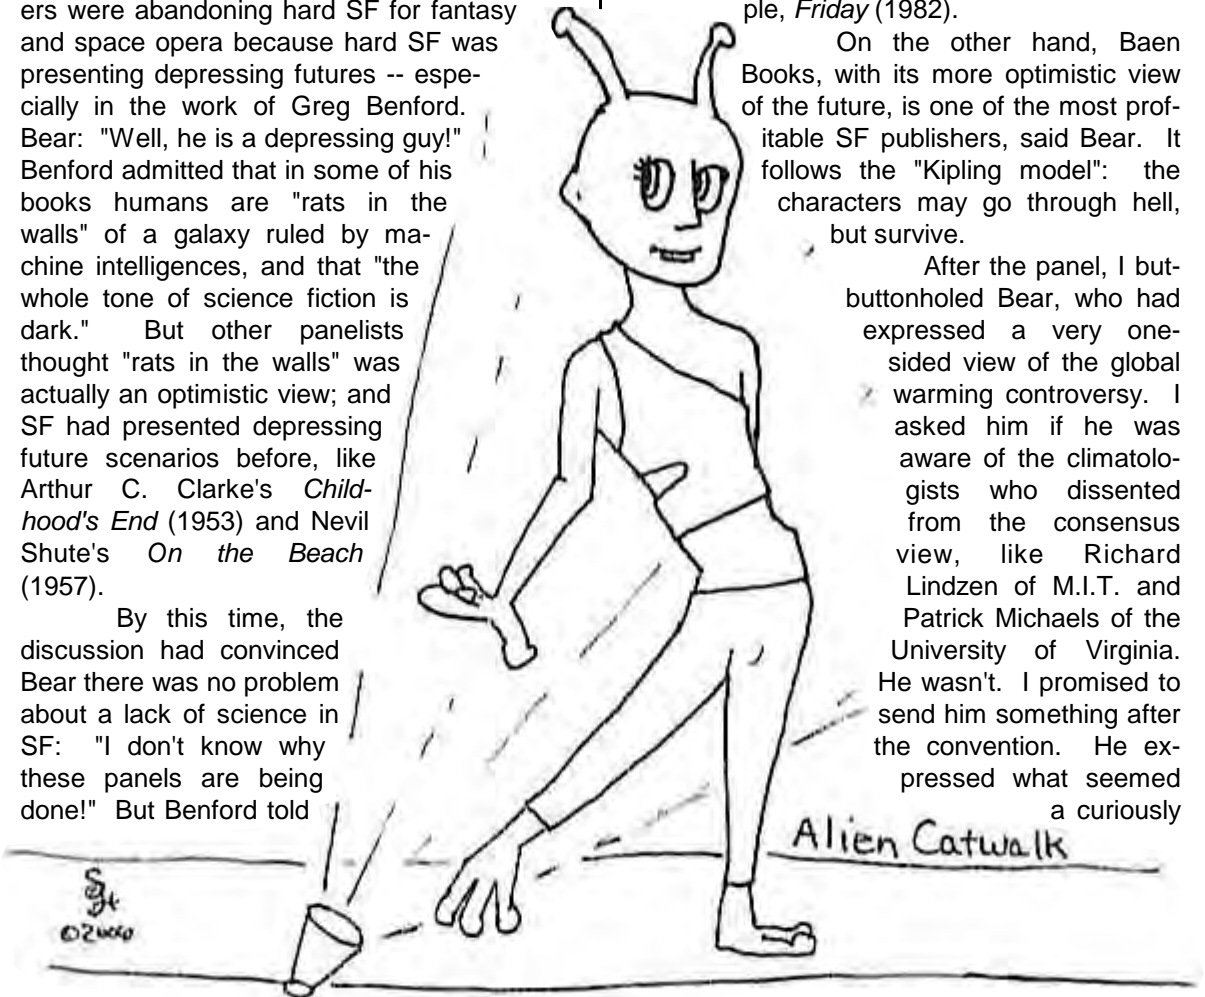 ers were abandoning hard SF for fantasy
and space opera because hard SF was
presenting depressing futures -- espe-
cially in the work of Greg Benford.
Bear: "Well, he is a depressing guy!"
Benford admitted that in some of his
books humans are "rats in the
walls" of a galaxy ruled by ma-
chine intelligences, and that "the
whole tone of science fiction is
dark." But other panelists
thought "rats in the walls" was
actually an optimistic view; and
SF had presented depressing
future scenarios before, like
Arthur C. Clarke's Child-
hood's End (1953) and Nevil
Shute's On the Beach
(1957).
By this time, the
discussion had convinced
Bear there was no problem
about a lack of science in
SF: "I don't know why
these panels are being
done!" But Benford told
ple, Friday (1982).
On the other hand, Baen
Books, with its more optimistic view
of the future, is one of the most prof-
itable SF publishers, said Bear. It
follows the "Kipling model": the
characters may go through hell,
but survive.
After the panel, I but-
buttonholed Bear, who had
expressed a very one-
sided view of the global
warming controversy. I
asked him if he was
aware of the climatolo-
gists who dissented
from the consensus
view, like Richard
Lindzen of M.I.T. and
Patrick Michaels of the
University of Virginia.
He wasn't. I promised to
send him something after
the convention. He ex-
pressed what seemed
a curiously
Alien Catwalk